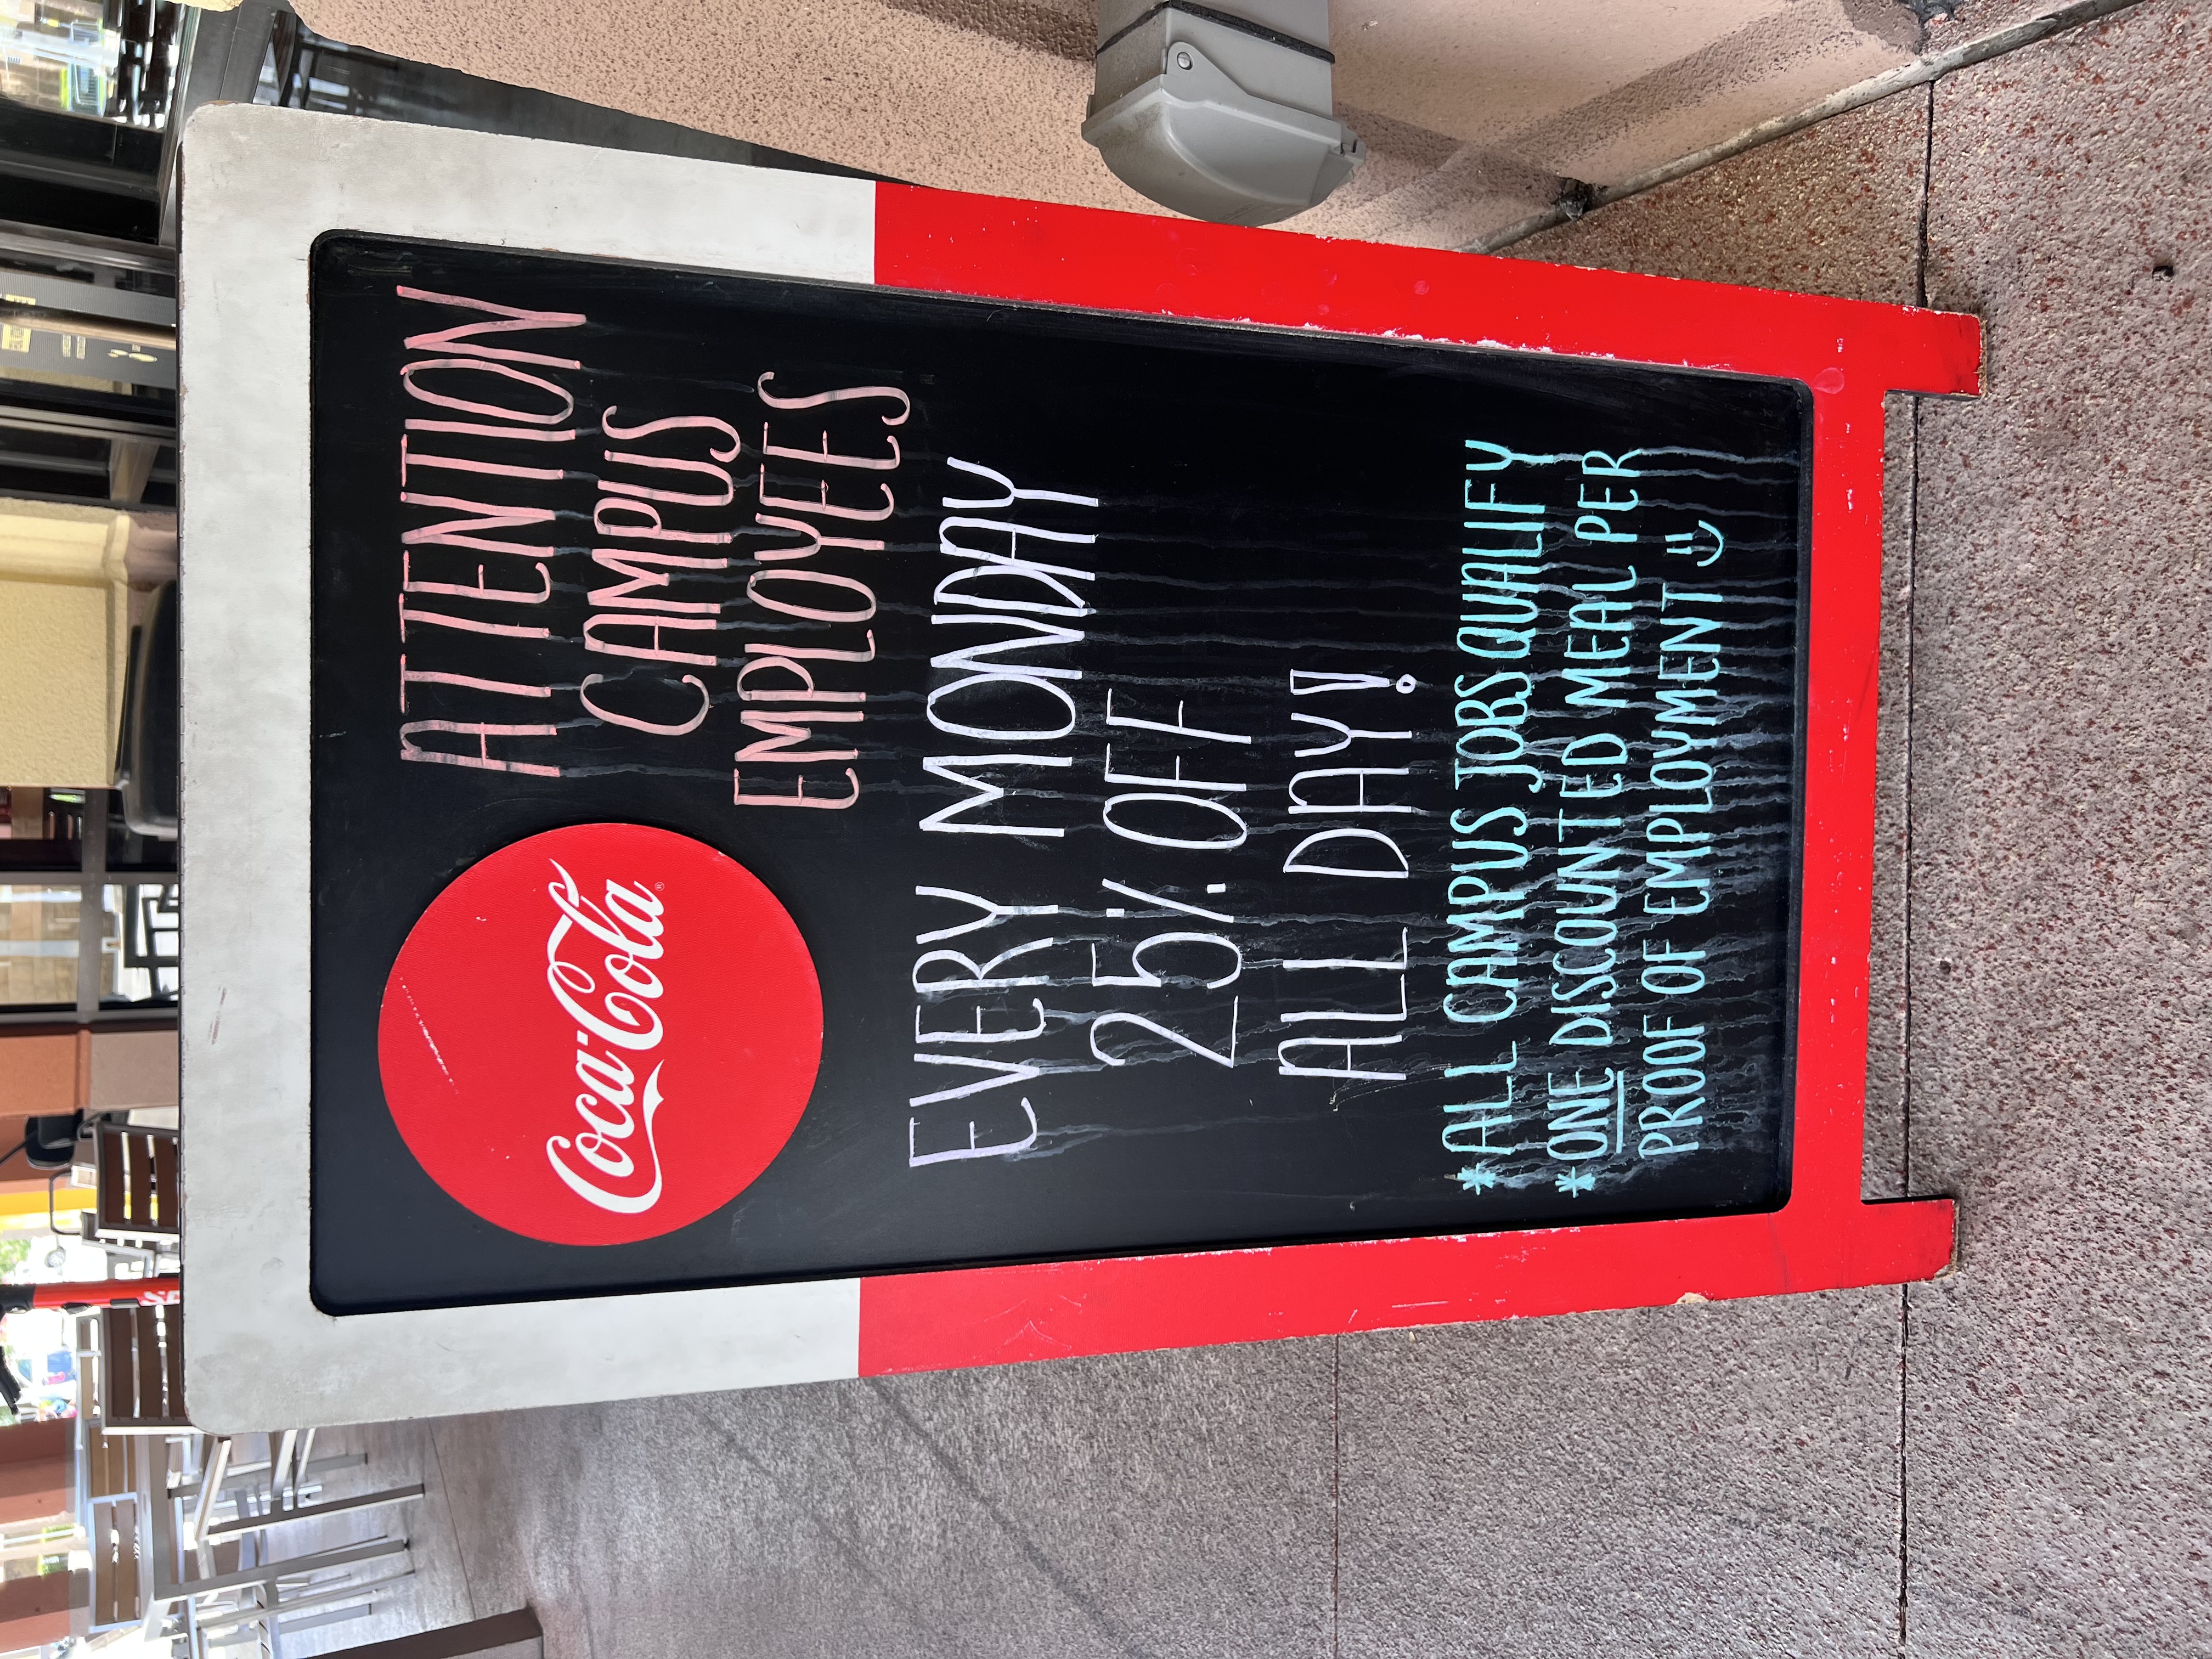 Coca-Cola
ATTENTION
CAMPUS
EMPLOYEES
EVERY MONDAY
25% OFF
ALL DAY!
*ALL CAMPUS JOBS QUALIFY
*ONE DISCOUNTED MEAL PER
PROOF OF EMPLOYMENT